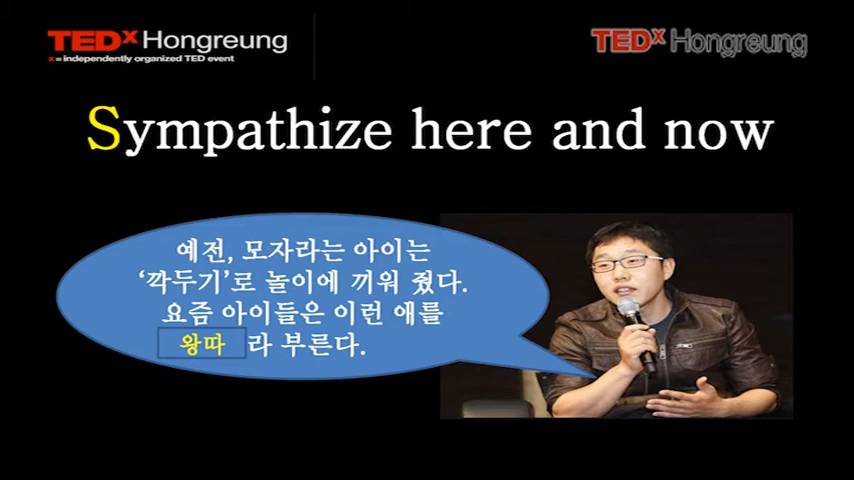 TEDx Hongreung
x = independently organized TED event
TEDx Hongreung
Sympathize here and now
예전, 모자라는 아이는
‘깍두기’로 놀이에 끼워 줬다.
요즘 아이들은 이런 애를
왕따 라 부른다.